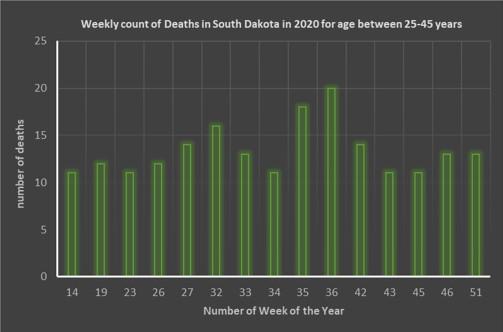 Weekly count of Deaths in South Dakota in 2020 for age between 25-45 years
25
20
15
10
5
0
number of deaths
14 19 23 26 27 32 33 34 35 36 42 43 45 46 51
Number of Week of the Year